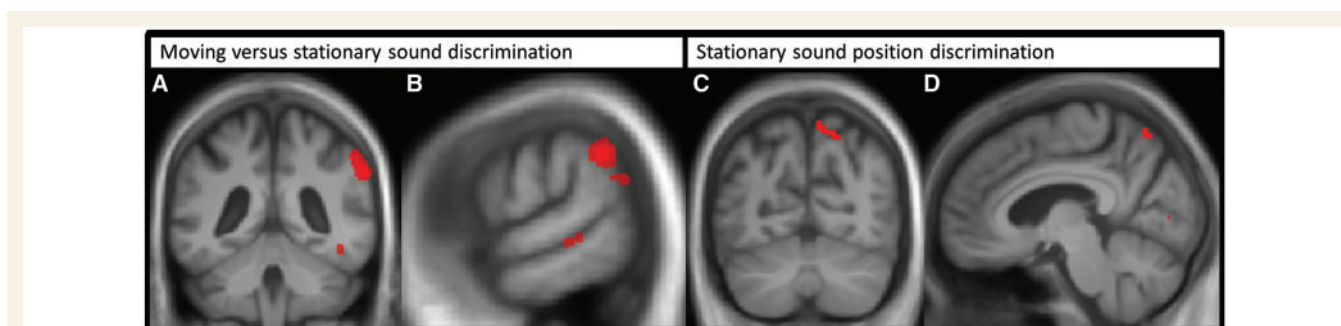 Moving versus stationary sound discrimination
Stationary sound position discrimination
A
B
C
D